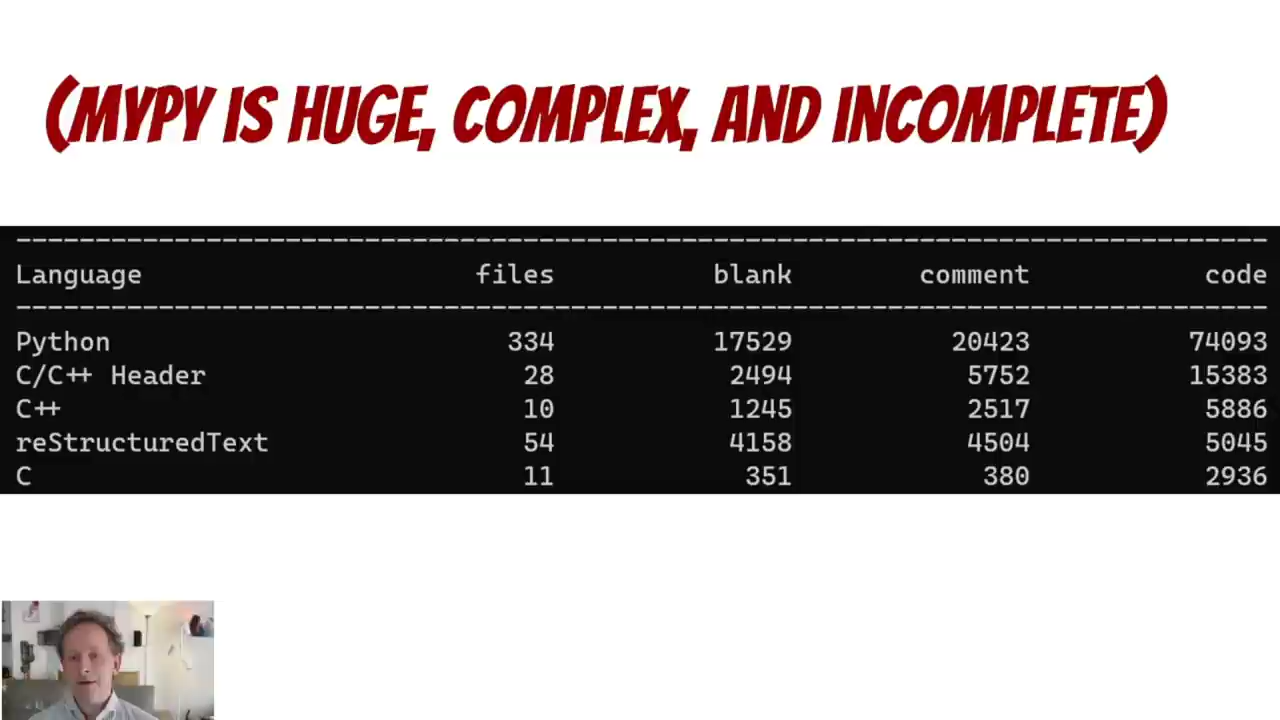 (MYPY IS HUGE, COMPLEX, AND INCOMPLETE)
--------------------------------------------------------------------------------
Language files blank comment code
--------------------------------------------------------------------------------
Python 334 17529 20423 74093
C/C++ Header 28 2494 5752 15383
C++ 10 1245 2517 5886
reStructuredText 54 4158 4504 5045
C 11 351 380 2936